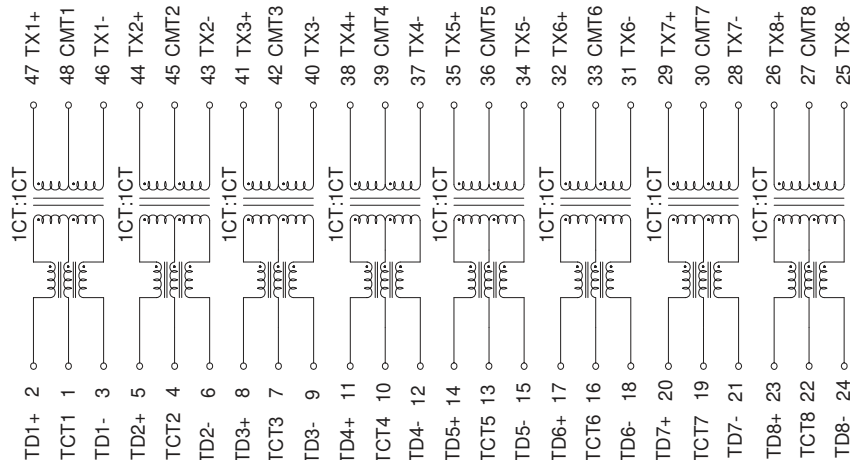 47 TX1+
48 CMT1
46 TX1-
44 TX2+
45 CMT2
43 TX2-
41 TX3+
42 CMT3
40 TX3-
38 TX4+
39 CMT4
37 TX4-
35 TX5+
36 CMT5
34 TX5-
32 TX6+
33 CMT6
31 TX6-
29 TX7+
30 CMT7
28 TX7-
26 TX8+
27 CMT8
25 TX8-
1CT:1CT
1CT:1CT
1CT:1CT
1CT:1CT
1CT:1CT
1CT:1CT
1CT:1CT
1CT:1CT
TD1+ 2
TCT1 1
TD1- 3
TD2+ 5
TCT2 4
TD2- 6
TD3+ 8
TCT3 7
TD3- 9
TD4+ 11
TCT4 10
TD4- 12
TD5+ 14
TCT5 13
TD5- 15
TD6+ 17
TCT6 16
TD6- 18
TD7+ 20
TCT7 19
TD7- 21
TD8+ 23
TCT8 22
TD8- 24